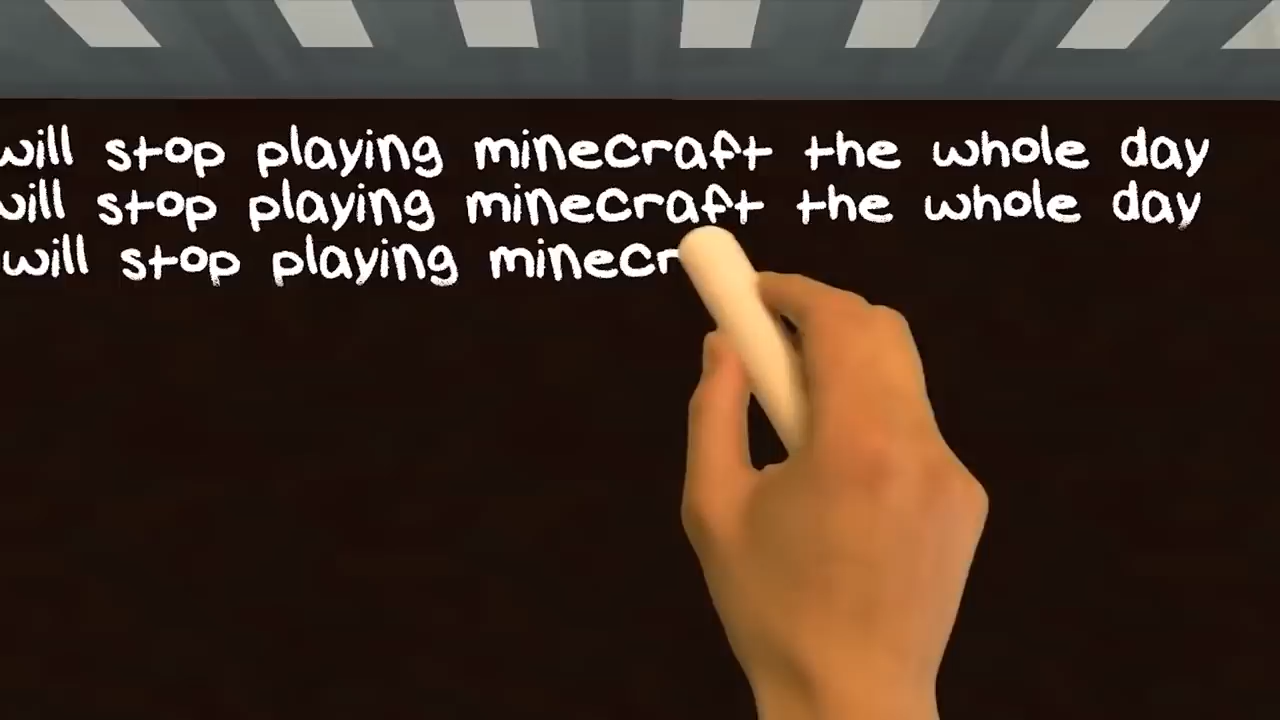 will stop playing minecraft the whole day
will stop playing minecraft the whole day
will stop playing minecr